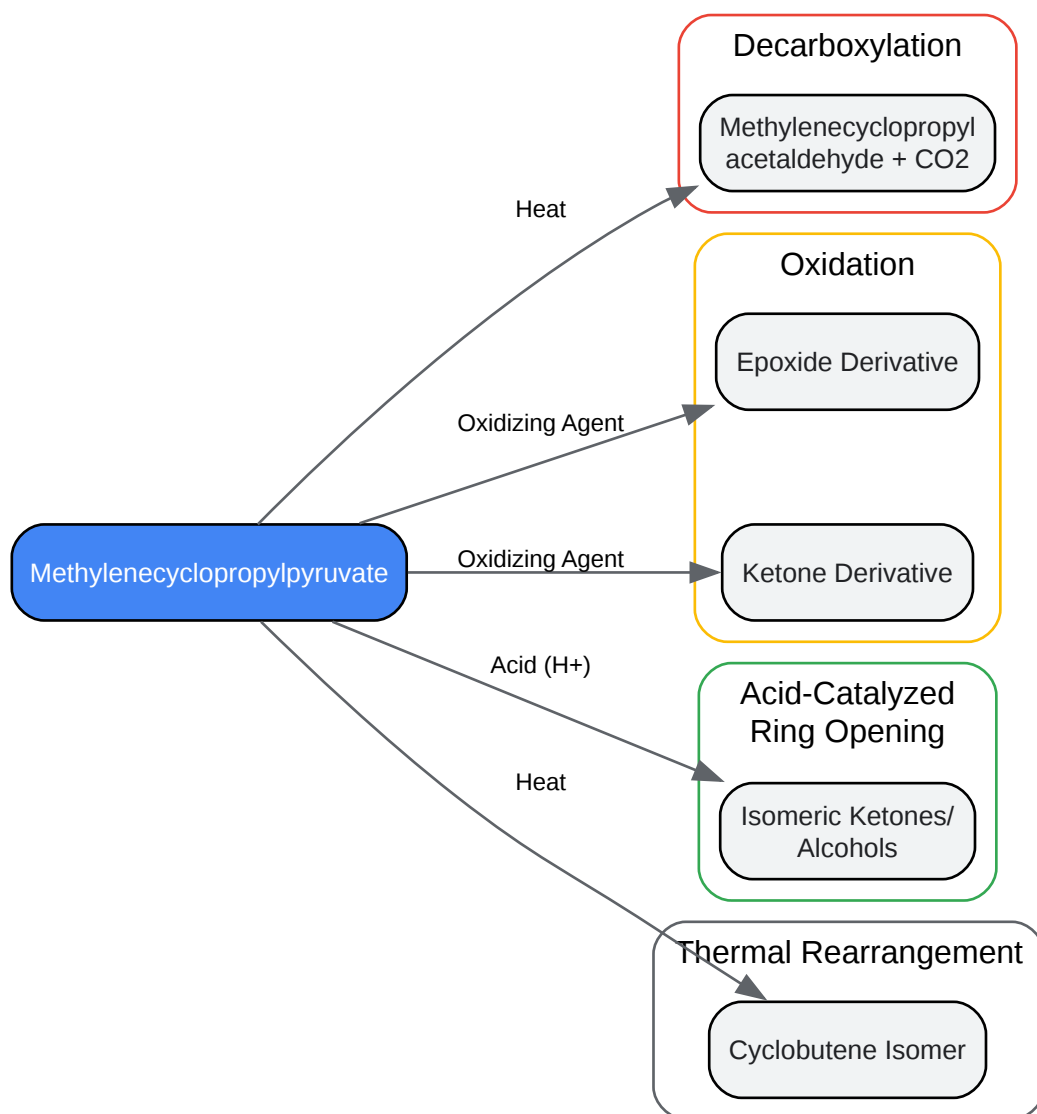 Decarboxylation
Methylenecyclopropyl
acetaldehyde + CO2
Heat
Oxidation
Epoxide Derivative
Oxidizing Agent
Methylenecyclopropylpyruvate
Oxidizing Agent
Ketone Derivative
Acid (H+)
Acid-Catalyzed
Ring Opening
Heat
Isomeric Ketones/
Alcohols
Thermal Rearrangement
Cyclobutene Isomer